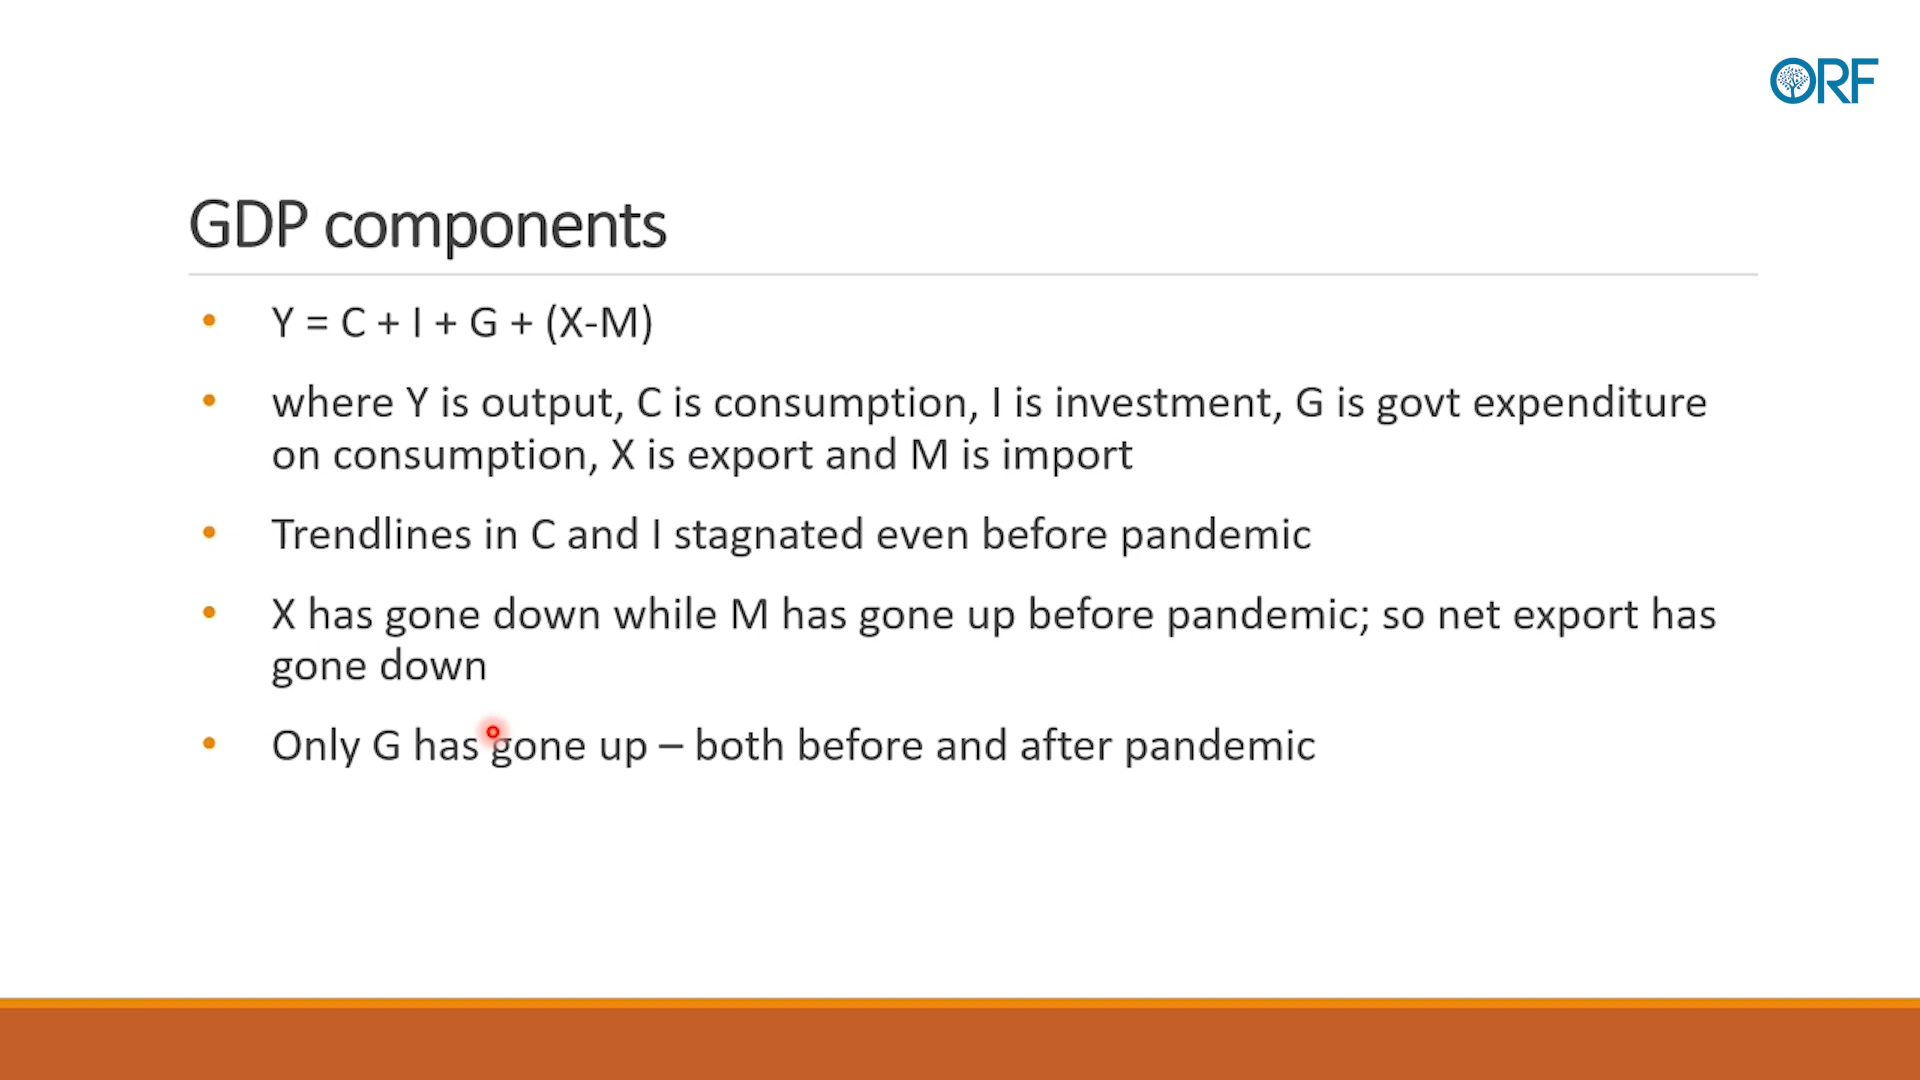 ORF
GDP components
• Y = C + I + G + (X-M)
• where Y is output, C is consumption, I is investment, G is govt expenditure
on consumption, X is export and M is import
• Trendlines in C and I stagnated even before pandemic
• X has gone down while M has gone up before pandemic; so net export has
gone down
• Only G has gone up – both before and after pandemic